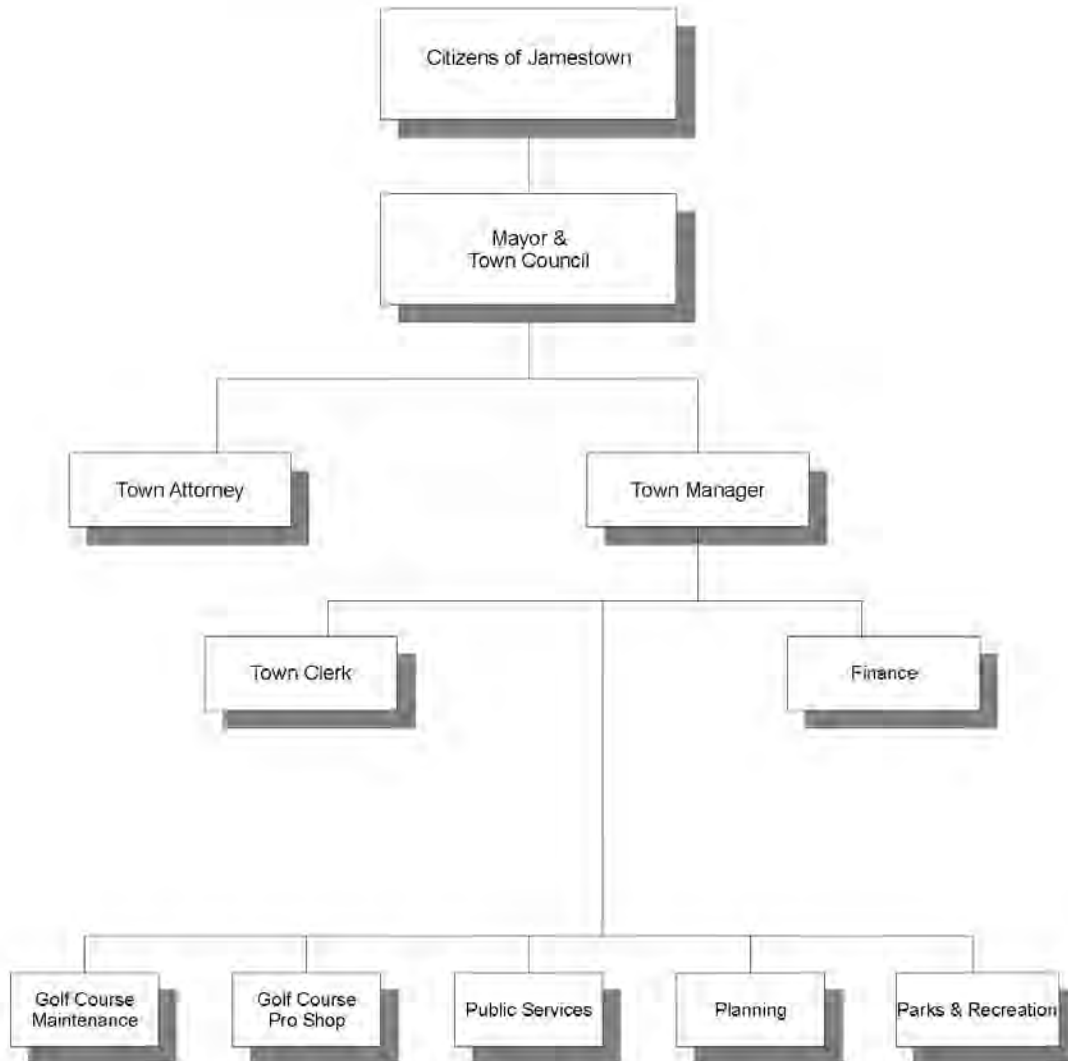 Citizens of Jamestown
Mayor &
Town Council
Town Attorney
Town Manager
Town Clerk
Finance
Golf Course
Maintenance
Golf Course
Pro Shop
Public Services
Planning
Parks & Recreation